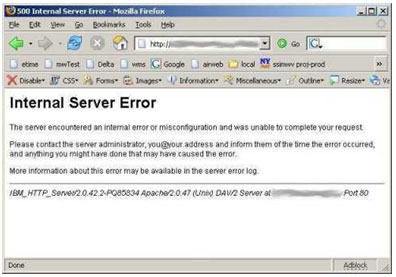 500 Internal Server Error - Mozilla Firefox
File Edit View Go Bookmarks Tools Help
http:// Go G
etime mwTest Delta wms Google airweb local NY ssinwv proj-prod
Disable CSS Forms Images Information Miscellaneous Outline Resize
Internal Server Error
The server encountered an internal error or misconfiguration and was unable to complete your request.
Please contact the server administrator, you@your.address and inform them of the time the error occurred,
and anything you might have done that may have caused the error.
More information about this error may be available in the server error log.
IBM_HTTP_Server/2.0.42.2-PQ85834 Apache/2.0.47 (Unix) DAV/2 Server at Port 80
Done Adblock